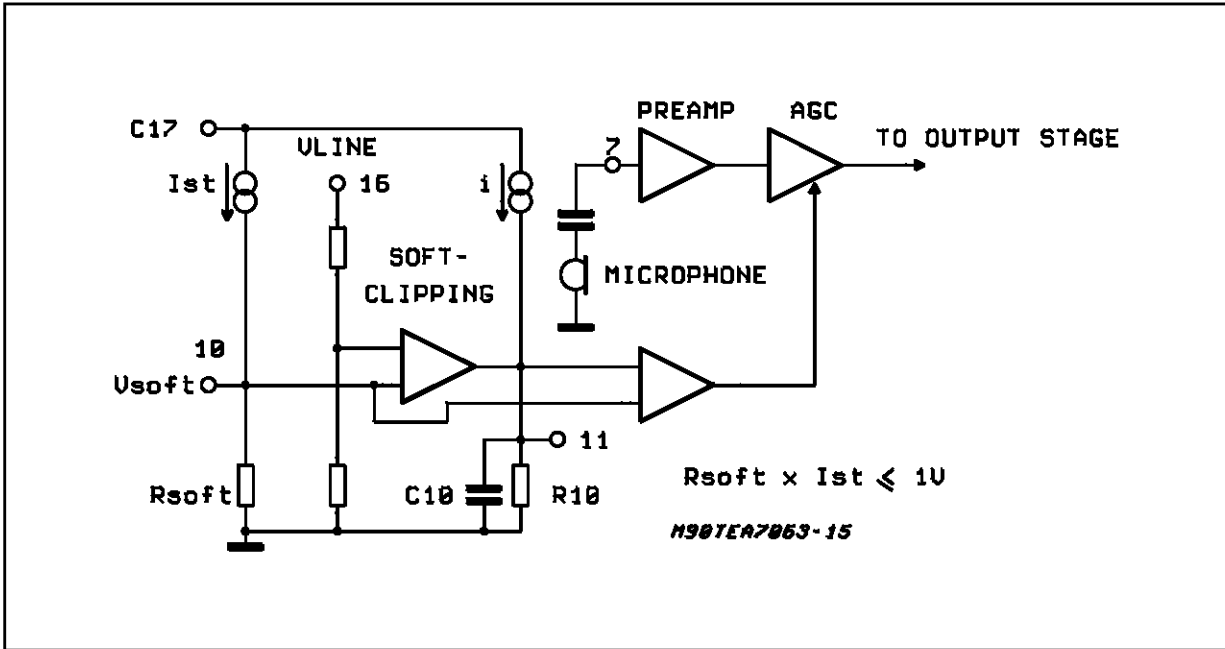 PREAMP
AGC
C17
VLINE
7
TO OUTPUT STAGE
Ist
16
i
SOFT-
CLIPPING
MICROPHONE
10
Vsoft
11
Rsoft
C10
R10
Rsoft x Ist ⩽ 1V
M90TEA7063-15